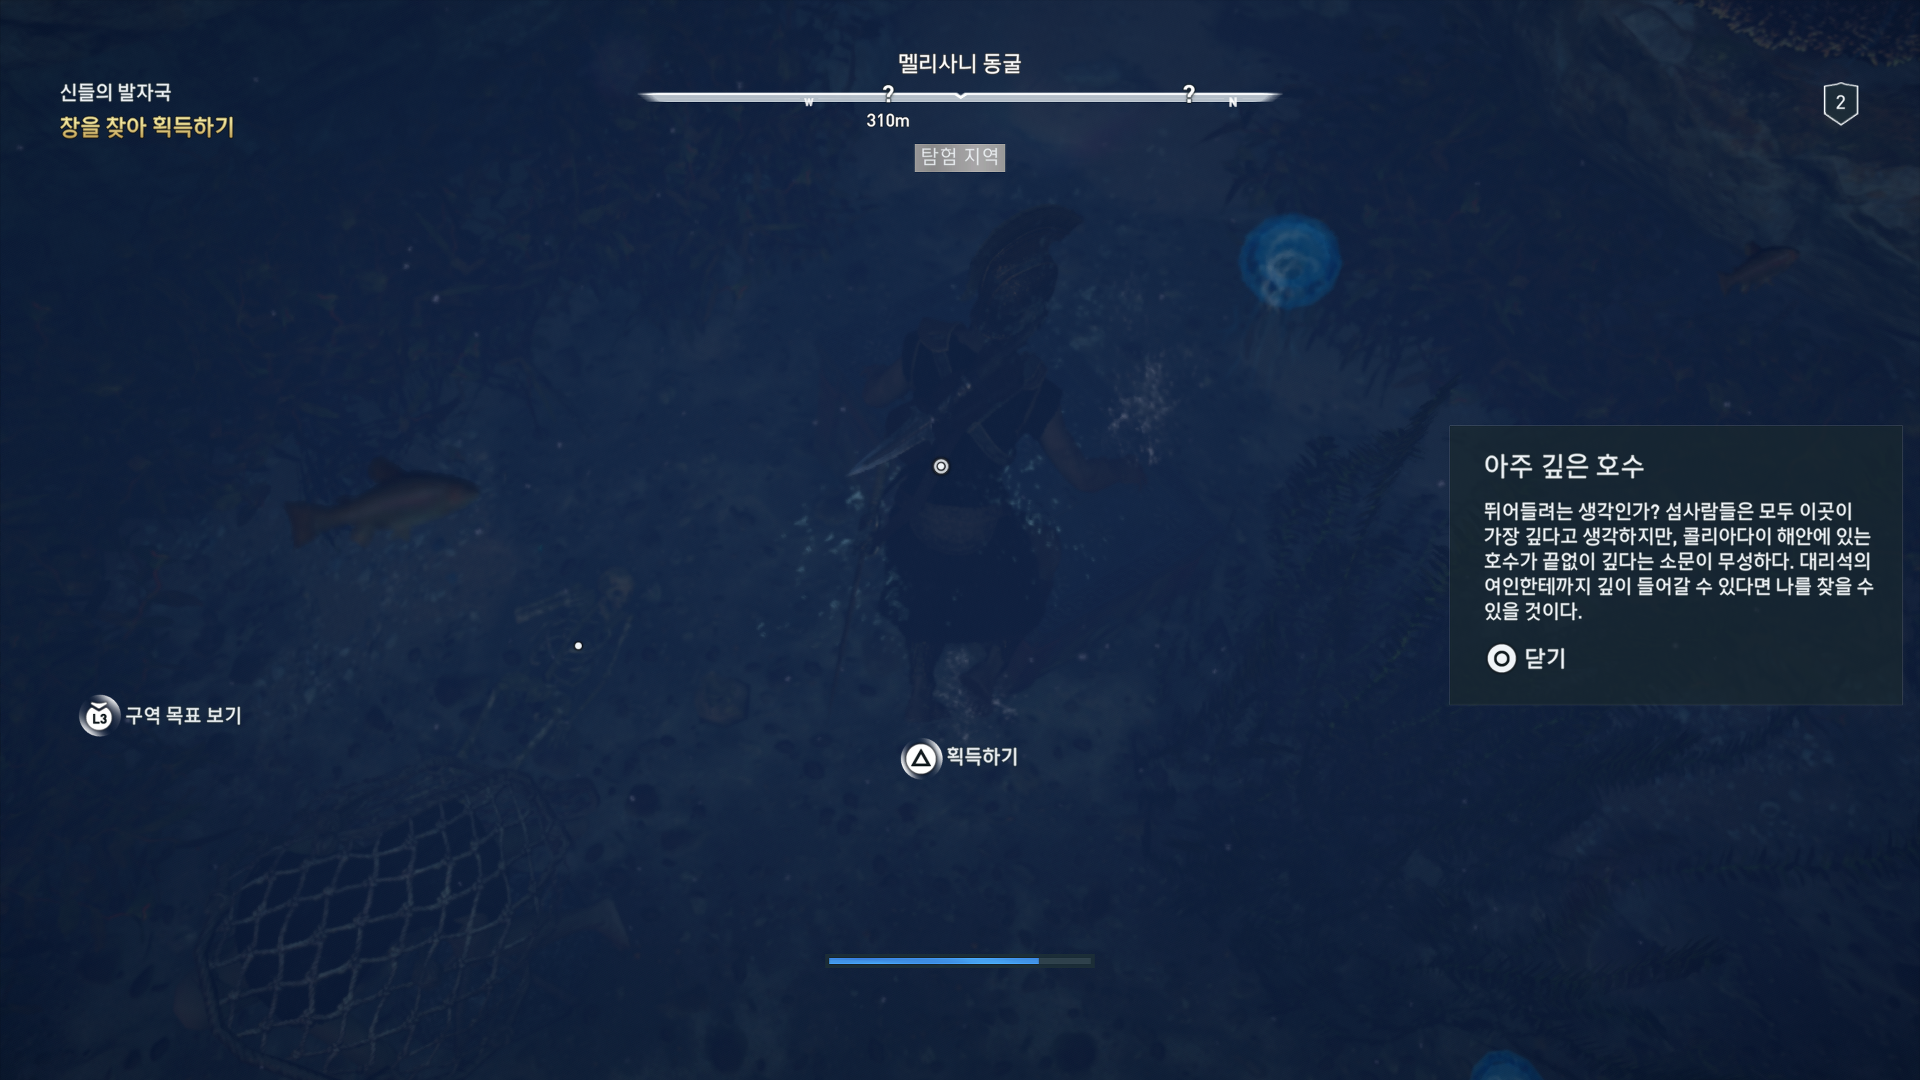 멜리사니 동굴
신들의 발자국
창을 찾아 획득하기
W
?
?
N
2
310m
탐험 지역
아주 깊은 호수
뛰어들려는 생각인가? 섬사람들은 모두 이곳이
가장 깊다고 생각하지만, 콜리아다이 해안에 있는
호수가 끝없이 깊다는 소문이 무성하다. 대리석의
여인한테까지 깊이 들어갈 수 있다면 나를 찾을 수
있을 것이다.
닫기
L3 구역 목표 보기
획득하기